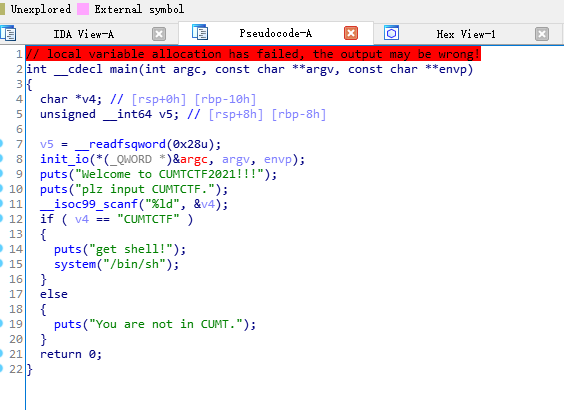 Unexplored External symbol
IDA View-A Pseudocode-A Hex View-1
1 // local variable allocation has failed, the output may be wrong!
2 int __cdecl main(int argc, const char **argv, const char **envp)
3 {
4 char *v4; // [rsp+0h] [rbp-10h]
5 unsigned __int64 v5; // [rsp+8h] [rbp-8h]
6
7 v5 = __readfsqword(0x28u);
8 init_io(*(_QWORD *)&argc, argv, envp);
9 puts("Welcome to CUMTCTF2021!!!");
10 puts("plz input CUMTCTF.");
11 __isoc99_scanf("%ld", &v4);
12 if ( v4 == "CUMTCTF" )
13 {
14 puts("get shell!");
15 system("/bin/sh");
16 }
17 else
18 {
19 puts("You are not in CUMT.");
20 }
21 return 0;
22 }